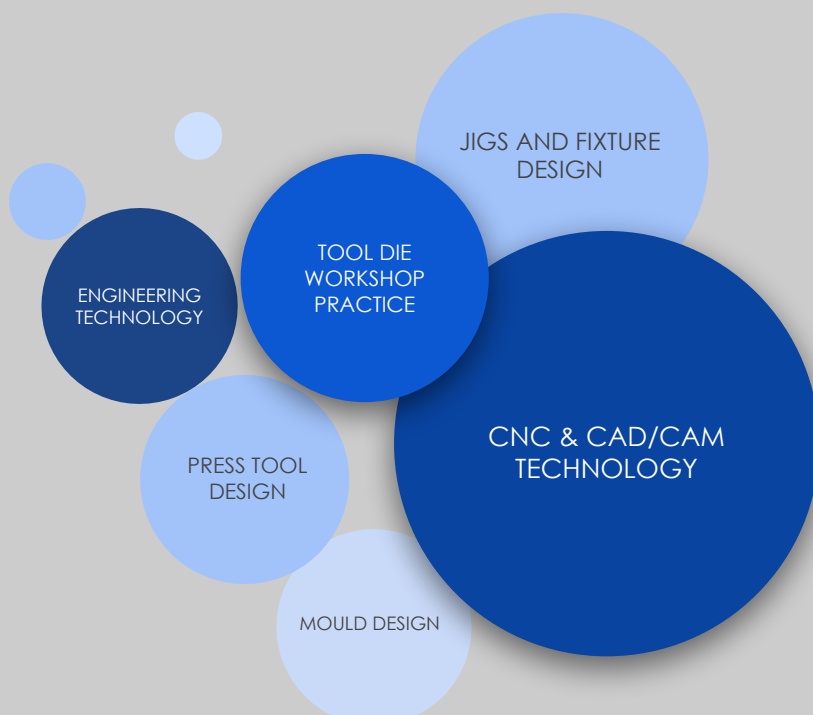 JIGS AND FIXTURE
DESIGN
TOOL DIE
WORKSHOP
PRACTICE
ENGINEERING
TECHNOLOGY
CNC & CAD/CAM
TECHNOLOGY
PRESS TOOL
DESIGN
MOULD DESIGN